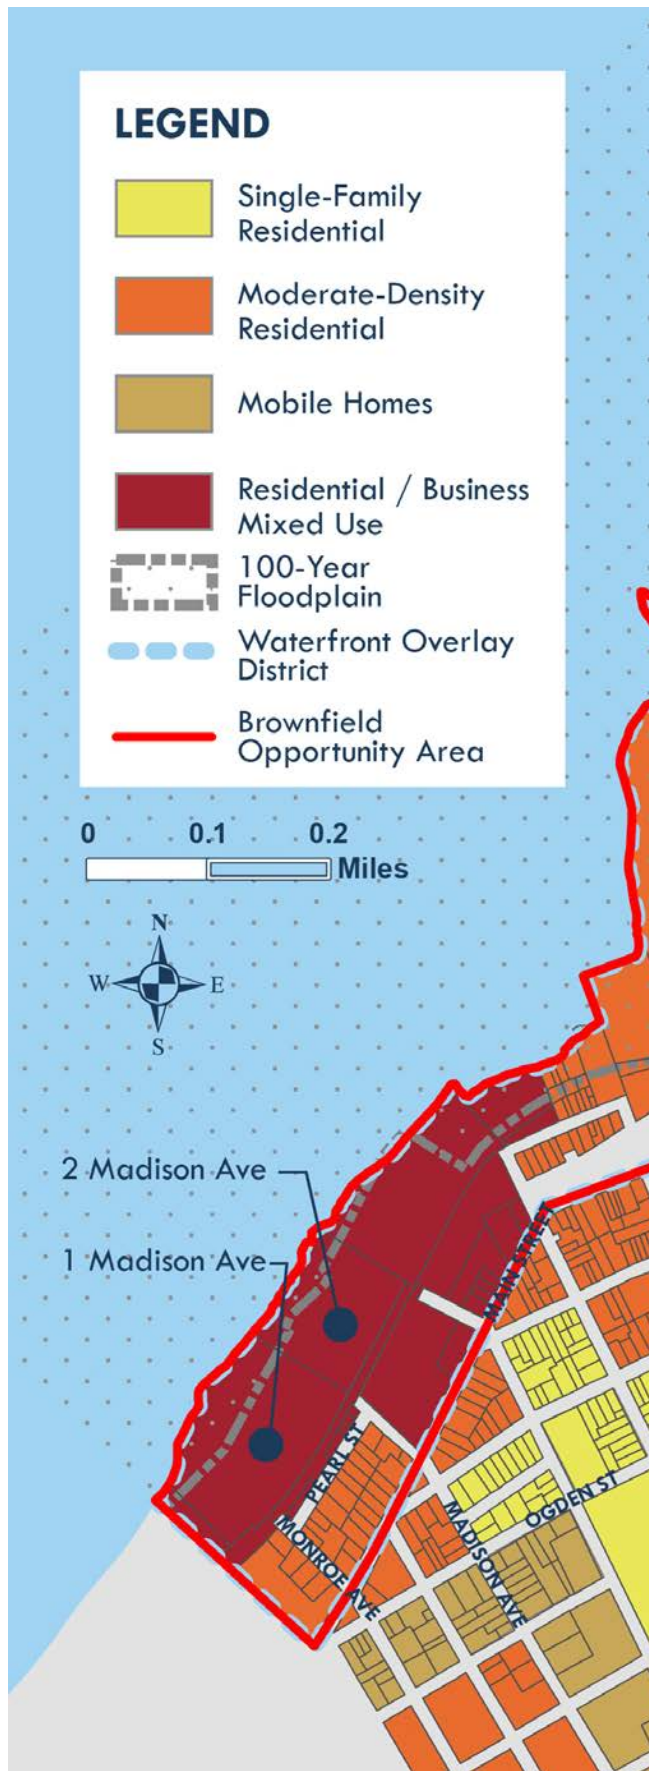 LEGEND
Single-Family
Residential
Moderate-Density
Residential
Mobile Homes
Residential / Business
Mixed Use
100-Year
Floodplain
Waterfront Overlay
District
Brownfield
Opportunity Area
0 0.1 0.2
Miles
N
W E
S
2 Madison Ave
1 Madison Ave
MAIN STREET
PEARL ST
MONROE AVE
MADISON AVE
OGDEN ST